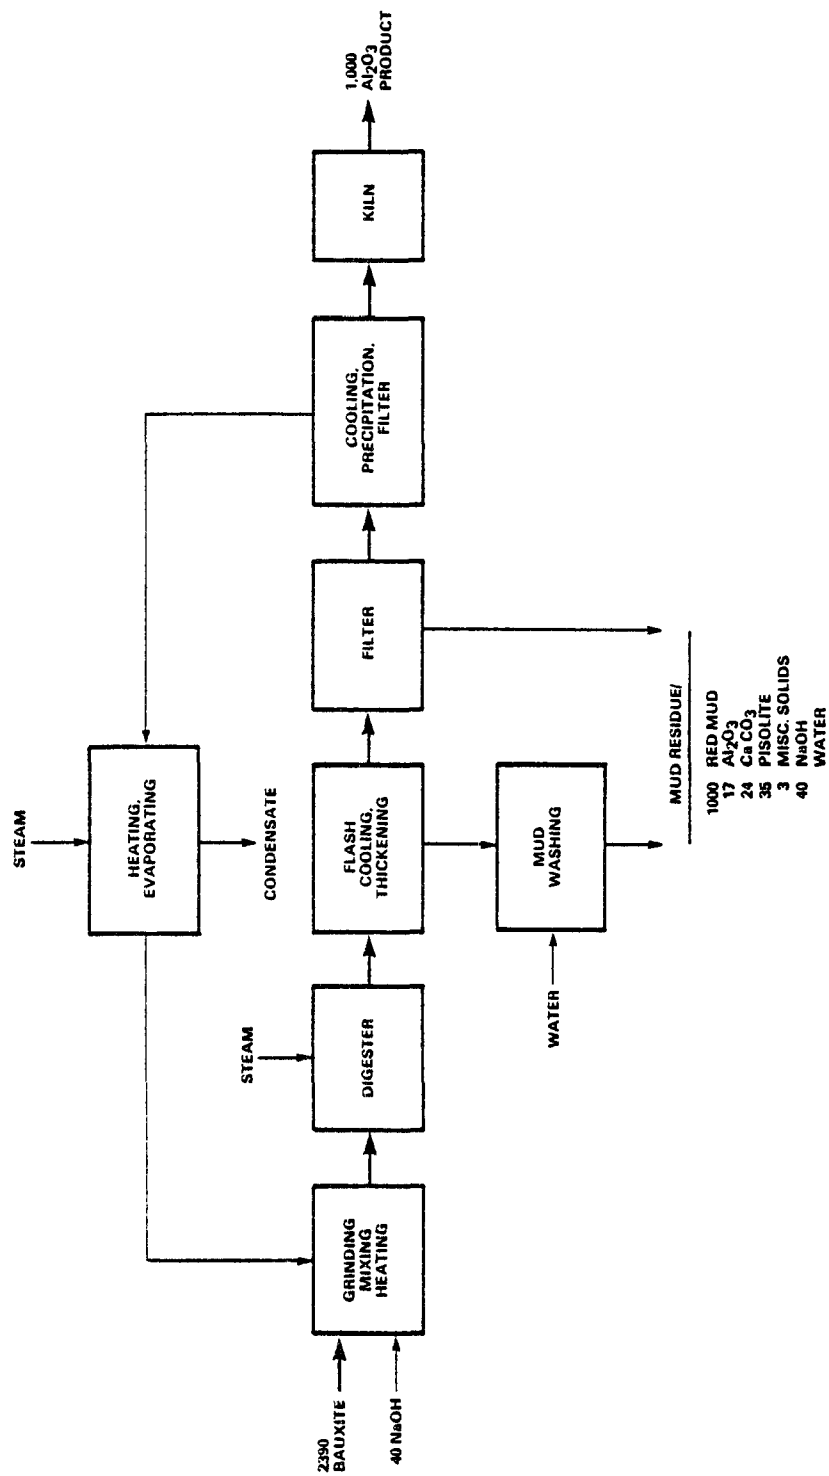 STEAM
HEATING,
EVAPORATING
CONDENSATE
2390
BAUXITE
40 NaOH
GRINDING
MIXING
HEATING
STEAM
DIGESTER
FLASH
COOLING,
THICKENING
FILTER
COOLING,
PRECIPITATION,
FILTER
KILN
1,000
Al2O3
PRODUCT
WATER
MUD
WASHING
MUD RESIDUE/
1000 RED MUD
17 Al2O3
24 Ca CO3
35 PISOLITE
3 MISC. SOLIDS
40 NaOH
WATER